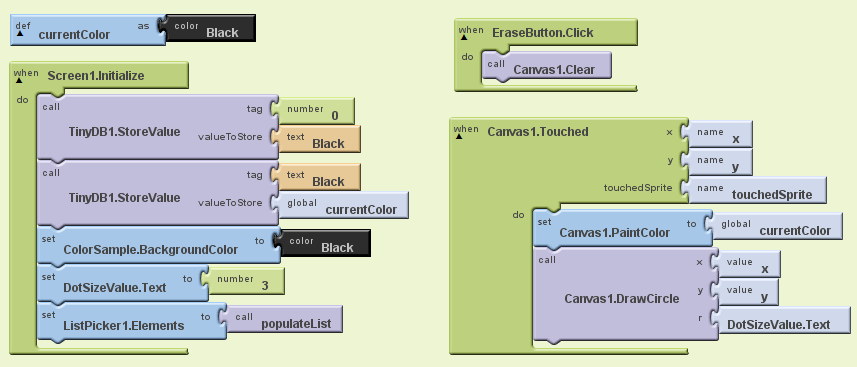 def currentColor as color Black
when Screen1.Initialize
do
call TinyDB1.StoreValue tag number 0
valueToStore text Black
call TinyDB1.StoreValue tag text Black
valueToStore global currentColor
set ColorSample.BackgroundColor to color Black
set DotSizeValue.Text to number 3
set ListPicker1.Elements to call populateList
when EraseButton.Click
do call Canvas1.Clear
when Canvas1.Touched x name x
y name y
touchedSprite name touchedSprite
do set Canvas1.PaintColor to global currentColor
call Canvas1.DrawCircle x value x
y value y
r DotSizeValue.Text